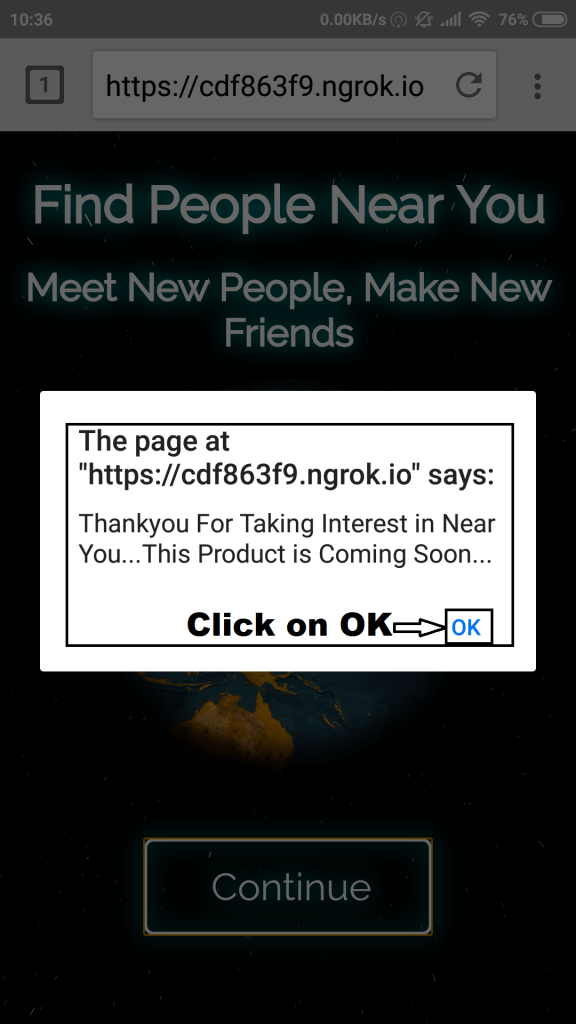 10:36 0.00KB/s 76%
1 https://cdf863f9.ngrok.io
Find People Near You
Meet New People, Make New
Friends
The page at
"https://cdf863f9.ngrok.io" says:
Thankyou For Taking Interest in Near
You...This Product is Coming Soon...
Click on OK OK
Continue